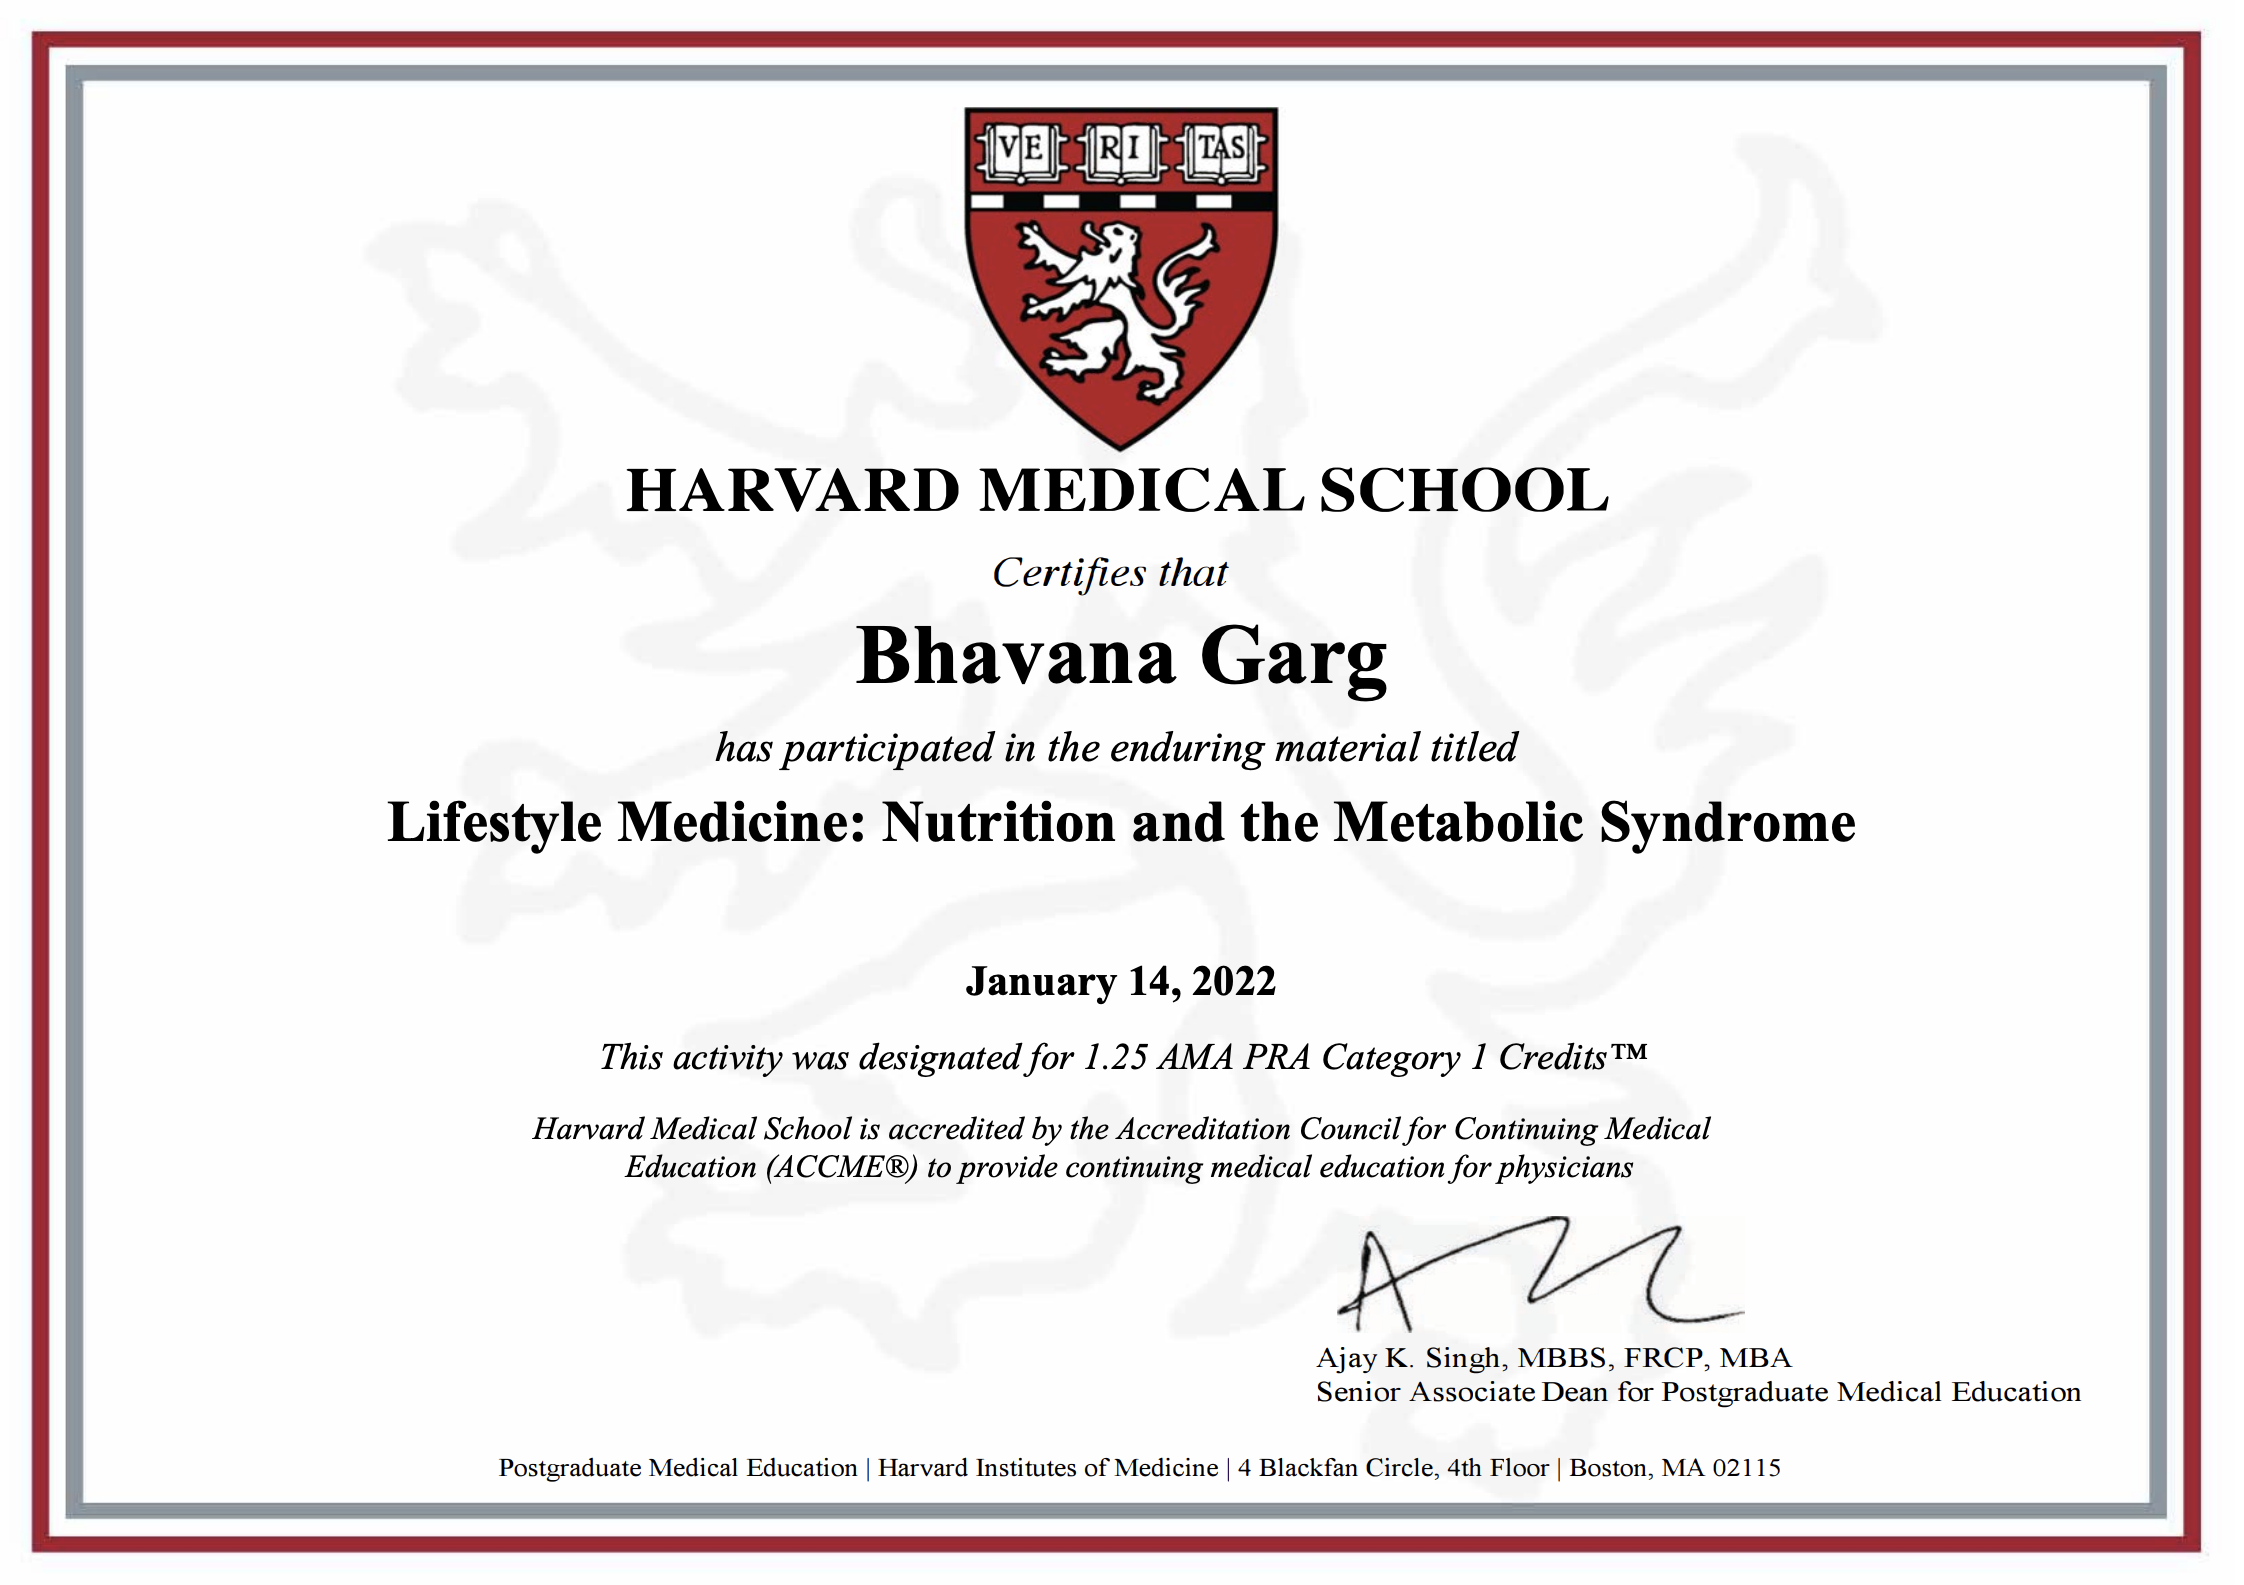 VE RI TAS
HARVARD MEDICAL SCHOOL
Certifies that
Bhavana Garg
has participated in the enduring material titled
Lifestyle Medicine: Nutrition and the Metabolic Syndrome
January 14, 2022
This activity was designated for 1.25 AMA PRA Category 1 Credits™
Harvard Medical School is accredited by the Accreditation Council for Continuing Medical
Education (ACCME®) to provide continuing medical education for physicians
Ajay K. Singh, MBBS, FRCP, MBA
Senior Associate Dean for Postgraduate Medical Education
Postgraduate Medical Education | Harvard Institutes of Medicine | 4 Blackfan Circle, 4th Floor | Boston, MA 02115